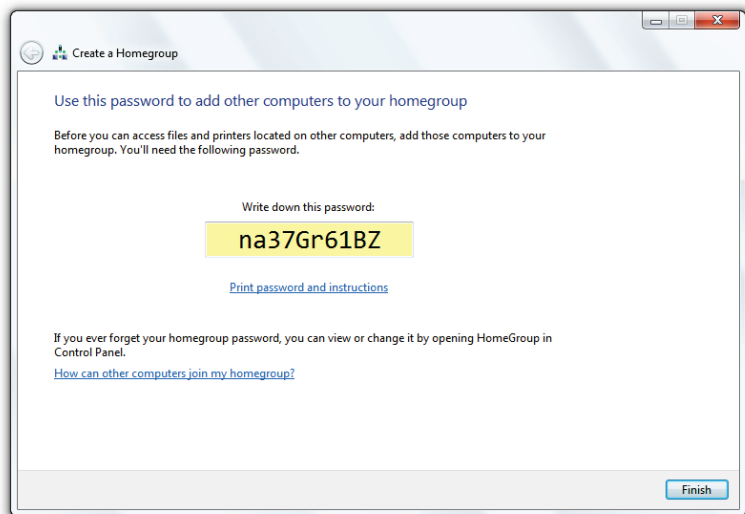 Create a Homegroup
Use this password to add other computers to your homegroup
Before you can access files and printers located on other computers, add those computers to your
homegroup. You'll need the following password.
Write down this password:
na37Gr61BZ
Print password and instructions
If you ever forget your homegroup password, you can view or change it by opening HomeGroup in
Control Panel.
How can other computers join my homegroup?
Finish